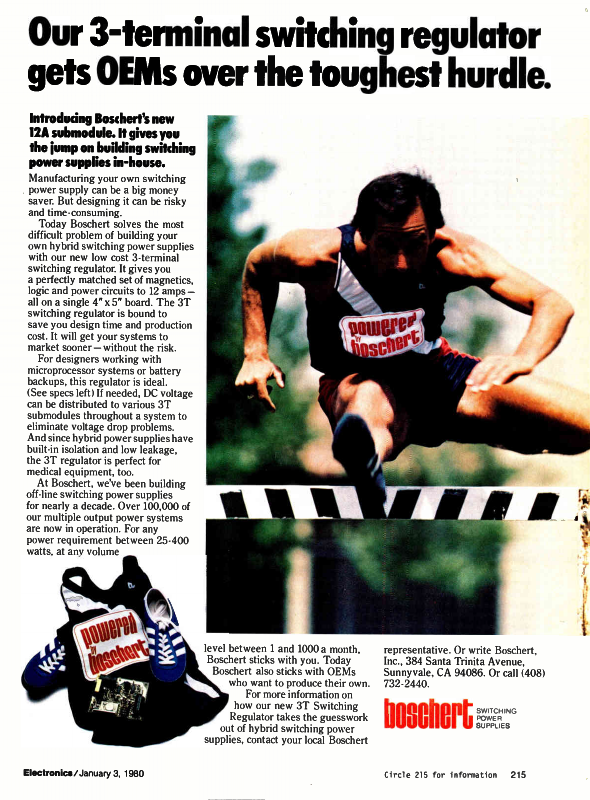 Our 3-terminal switching regulator
gets OEMs over the toughest hurdle.
Introducing Boschert's new
12A submodule. It gives you
the jump on building switching
power supplies in-house.
Manufacturing your own switching
power supply can be a big money
saver. But designing it can be risky
and time-consuming.
Today Boschert solves the most
difficult problem of building your
own hybrid switching power supplies
with our new low cost 3-terminal
switching regulator. It gives you
a perfectly matched set of magnetics,
logic and power circuits to 12 amps—
all on a single 4" x 5" board. The 3T
switching regulator is bound to
save you design time and production
cost. It will get your systems to
market sooner—without the risk.
For designers working with
microprocessor systems or battery
backups, this regulator is ideal.
(See specs left) If needed, DC voltage
can be distributed to various 3T
submodules throughout a system to
eliminate voltage drop problems.
And since hybrid power supplies have
built-in isolation and low leakage,
the 3T regulator is perfect for
medical equipment, too.
At Boschert, we've been building
off-line switching power supplies
for nearly a decade. Over 100,000 of
our multiple output power systems
are now in operation. For any
power requirement between 25-400
watts, at any volume
powered
by
boschert
powered
by
boschert
level between 1 and 1000 a month,
Boschert sticks with you. Today
Boschert also sticks with OEMs
who want to produce their own.
For more information on
how our new 3T Switching
Regulator takes the guesswork
out of hybrid switching power
supplies, contact your local Boschert
representative. Or write Boschert,
Inc., 384 Santa Trinita Avenue,
Sunnyvale, CA 94086. Or call (408)
732-2440.
boschert
SWITCHING
POWER
SUPPLIES
Electronics/January 3, 1980
Circle 215 for information 215